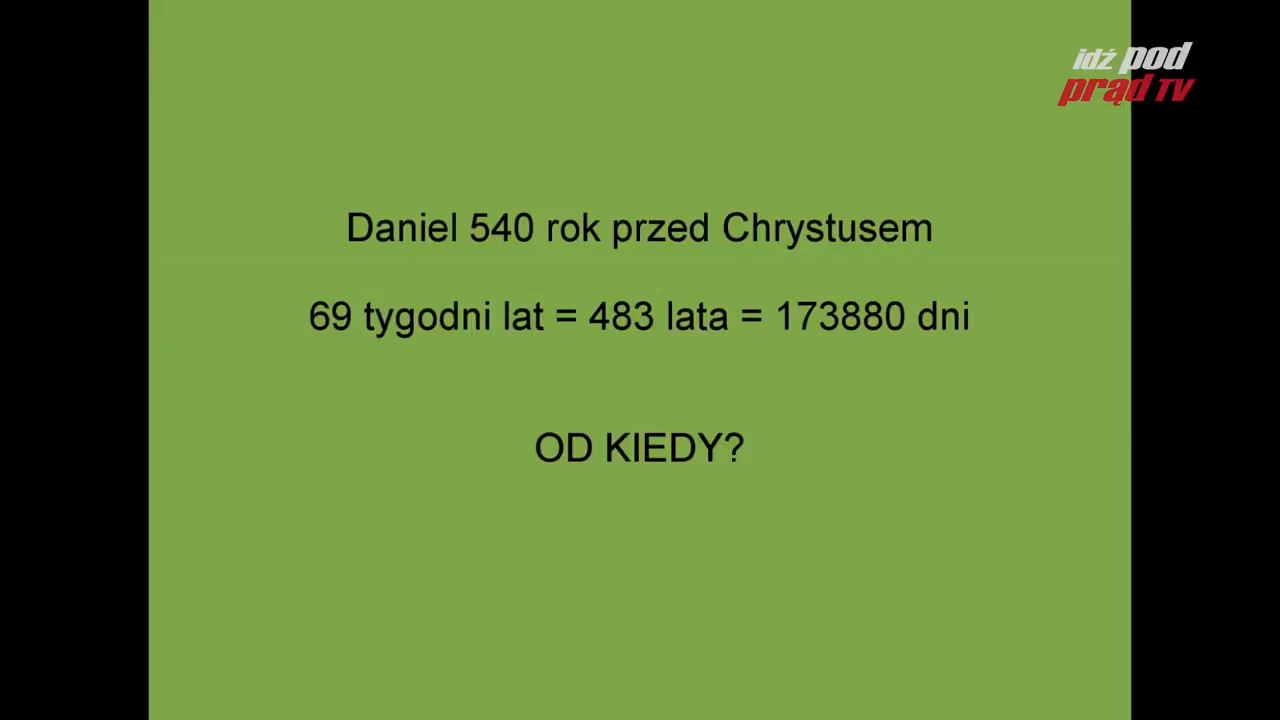 idź pod
prąd TV
Daniel 540 rok przed Chrystusem
69 tygodni lat = 483 lata = 173880 dni
OD KIEDY?